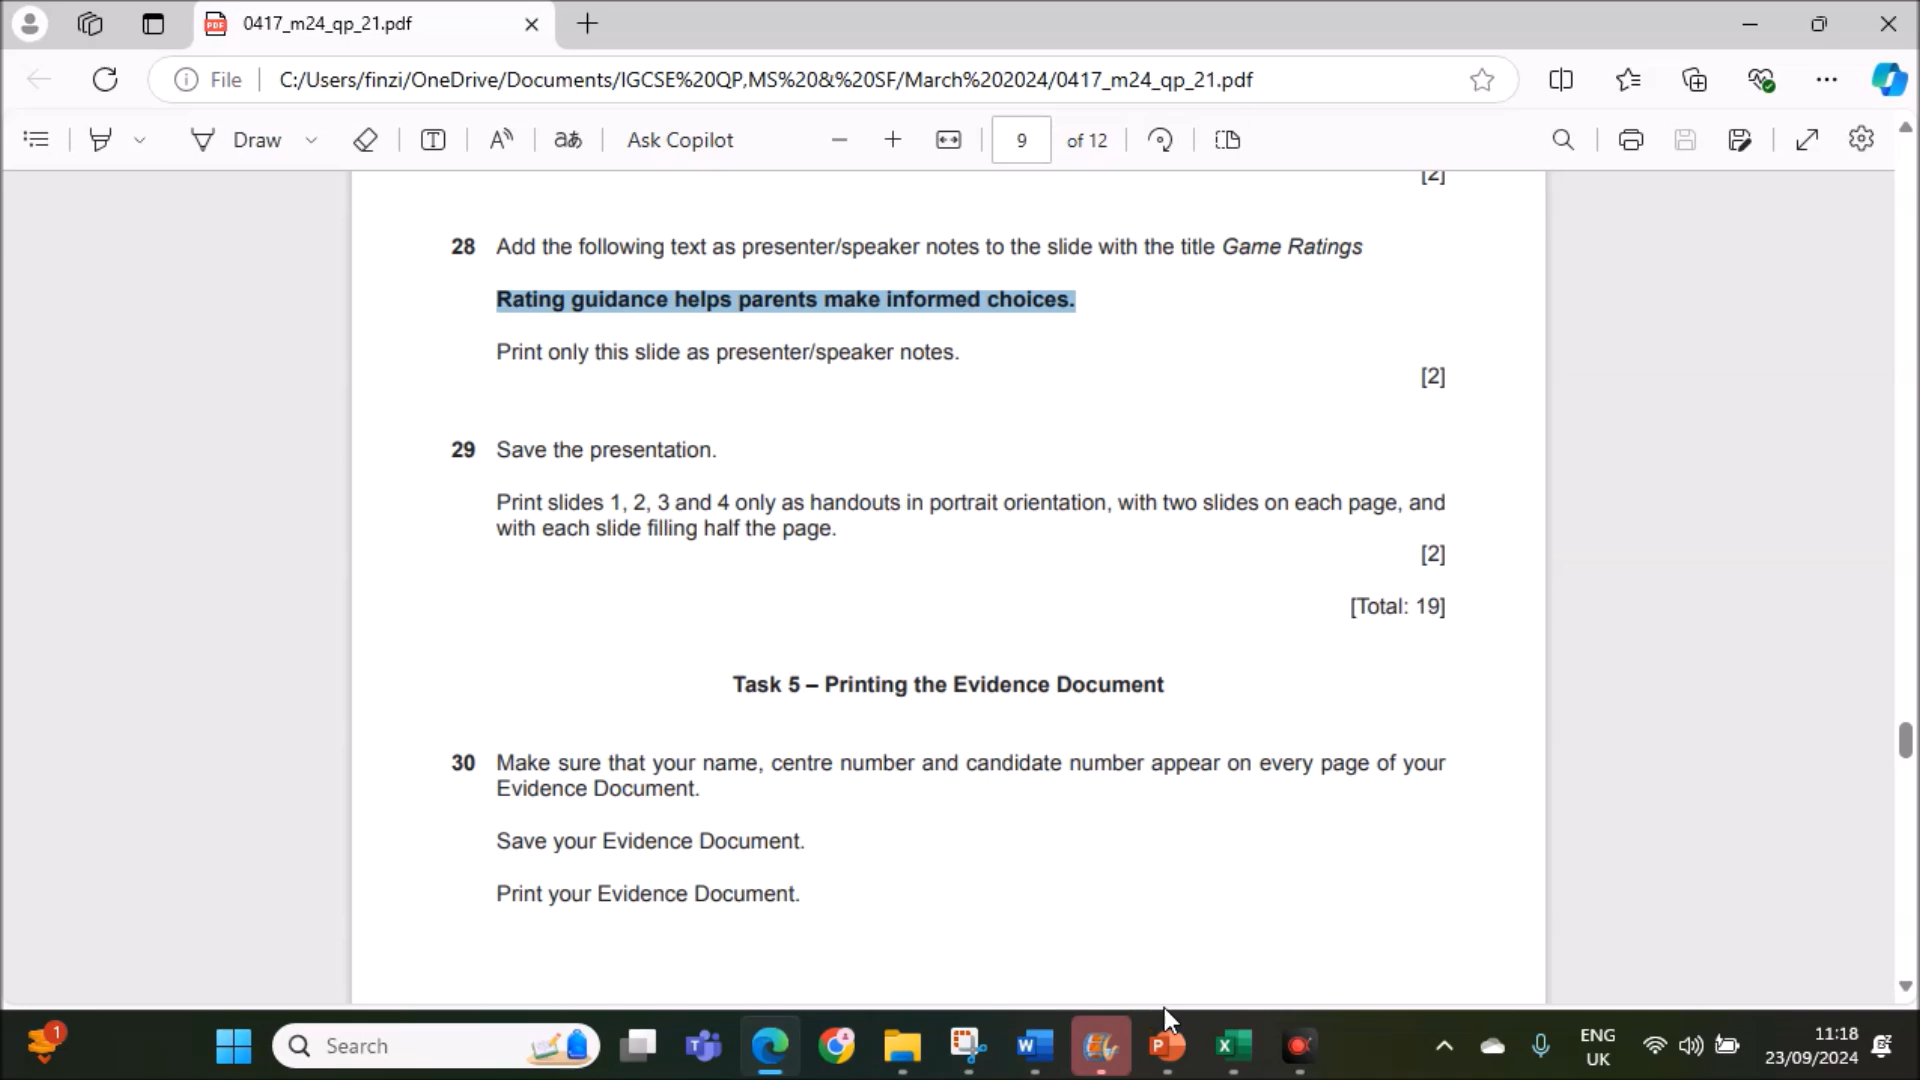 0417_m24_qp_21.pdf
File C:/Users/finzi/OneDrive/Documents/IGCSE%20QP,MS%20&%20SF/March%202024/0417_m24_qp_21.pdf
Draw Ask Copilot 9 of 12
[2]
28 Add the following text as presenter/speaker notes to the slide with the title Game Ratings
Rating guidance helps parents make informed choices.
Print only this slide as presenter/speaker notes.
[2]
29 Save the presentation.
Print slides 1, 2, 3 and 4 only as handouts in portrait orientation, with two slides on each page, and
with each slide filling half the page.
[2]
[Total: 19]
Task 5 – Printing the Evidence Document
30 Make sure that your name, centre number and candidate number appear on every page of your
Evidence Document.
Save your Evidence Document.
Print your Evidence Document.
1
Search
ENG
UK
11:18
23/09/2024